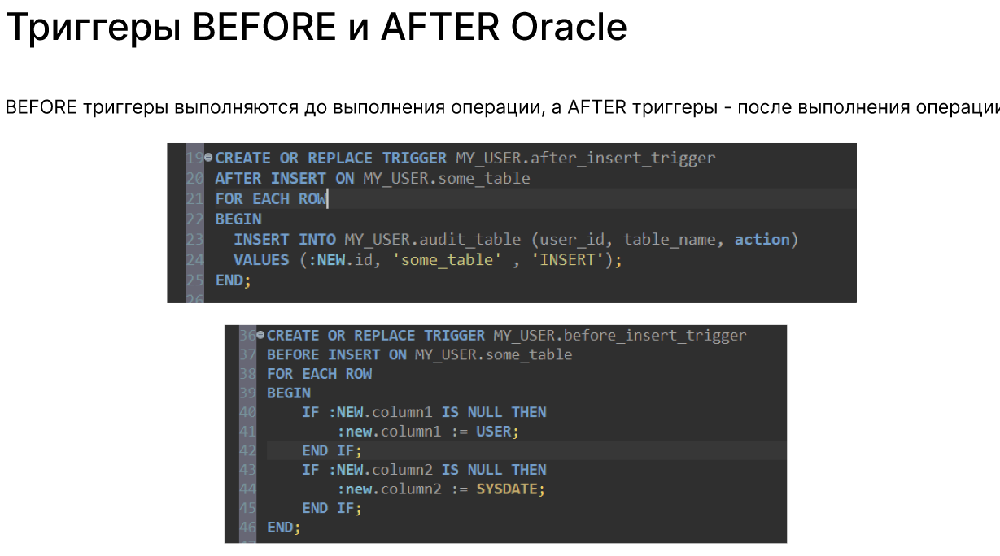 Триггеры BEFORE и AFTER Oracle
BEFORE триггеры выполняются до выполнения операции, а AFTER триггеры - после выполнения операции
19 CREATE OR REPLACE TRIGGER MY_USER.after_insert_trigger
20 AFTER INSERT ON MY_USER.some_table
21 FOR EACH ROW
22 BEGIN
23 INSERT INTO MY_USER.audit_table (user_id, table_name, action)
24 VALUES (:NEW.id, 'some_table' , 'INSERT');
25 END;
26
36 CREATE OR REPLACE TRIGGER MY_USER.before_insert_trigger
37 BEFORE INSERT ON MY_USER.some_table
38 FOR EACH ROW
39 BEGIN
40 IF :NEW.column1 IS NULL THEN
41 :new.column1 := USER;
42 END IF;
43 IF :NEW.column2 IS NULL THEN
44 :new.column2 := SYSDATE;
45 END IF;
46 END;